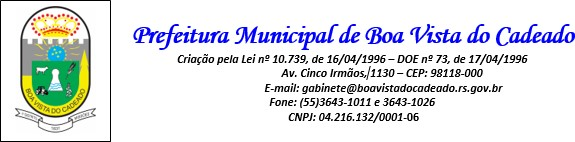 Prefeitura Municipal de Boa Vista do Cadeado
Criação pela Lei nº 10.739, de 16/04/1996 – DOE nº 73, de 17/04/1996
Av. Cinco Irmãos,/1130 – CEP: 98118-000
E-mail: gabinete@boavistadocadeado.rs.gov.br
Fone: (55)3643-1011 e 3643-1026
CNPJ: 04.216.132/0001-06
BOA VISTA DO CADEADO